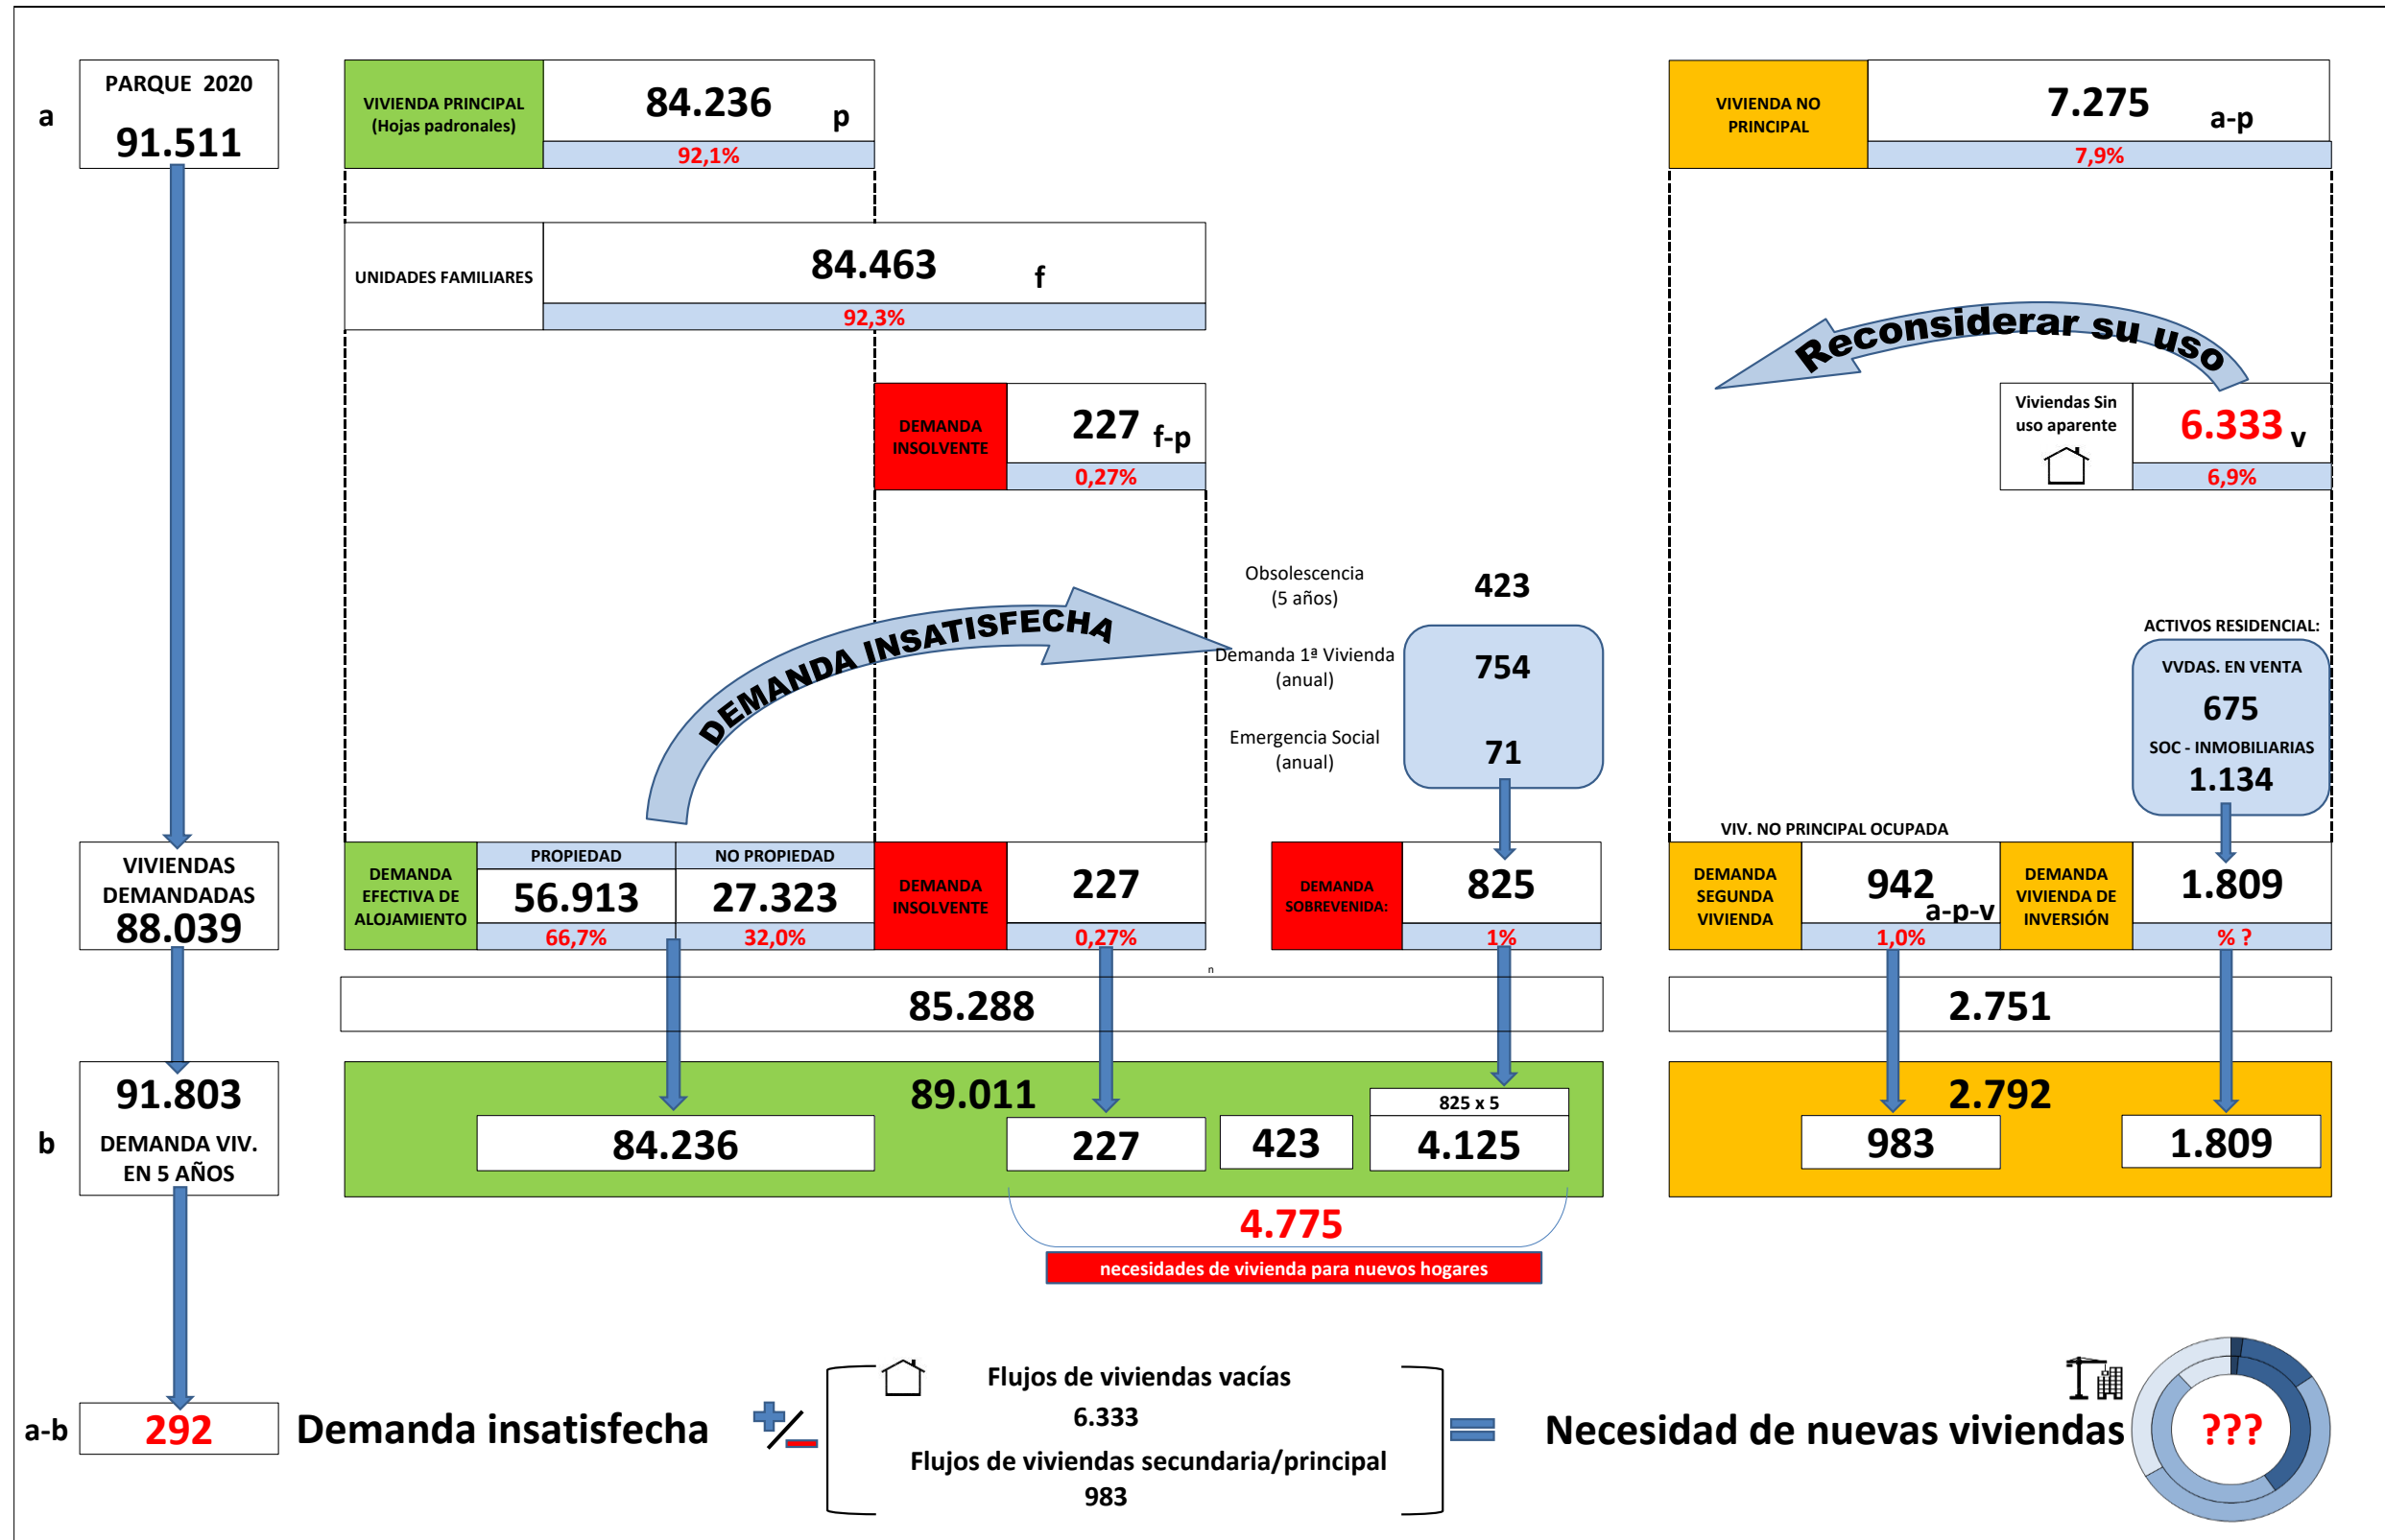 a
PARQUE 2020
91.511
VIVIENDA PRINCIPAL
(Hojas padronales)
84.236 p
92,1%
VIVIENDA NO
PRINCIPAL
7.275 a-p
7,9%
UNIDADES FAMILIARES
84.463 f
92,3%
Reconsiderar su uso
DEMANDA
INSOLVENTE
227 f-p
0,27%
Viviendas Sin
uso aparente
6.333 v
6,9%
DEMANDA INSATISFECHA
Obsolescencia
(5 años)
423
Demanda 1ª Vivienda
(anual)
754
Emergencia Social
(anual)
71
ACTIVOS RESIDENCIAL:
VVDAS. EN VENTA
675
SOC - INMOBILIARIAS
1.134
VIVIENDAS
DEMANDADAS
88.039
DEMANDA
EFECTIVA DE
ALOJAMIENTO
PROPIEDAD
56.913
66,7%
NO PROPIEDAD
27.323
32,0%
DEMANDA
INSOLVENTE
227
0,27%
DEMANDA
SOBREVENIDA:
825
1%
VIV. NO PRINCIPAL OCUPADA
DEMANDA
SEGUNDA
VIVIENDA
942
a-p-v
1,0%
DEMANDA
VIVIENDA DE
INVERSIÓN
1.809
% ?
n
85.288
2.751
b
91.803
DEMANDA VIV.
EN 5 AÑOS
89.011
84.236
227
423
825 x 5
4.125
2.792
983
1.809
4.775
necesidades de vivienda para nuevos hogares
a-b
292
Demanda insatisfecha
+/-
Flujos de viviendas vacías
6.333
Flujos de viviendas secundaria/principal
983
=
Necesidad de nuevas viviendas
???